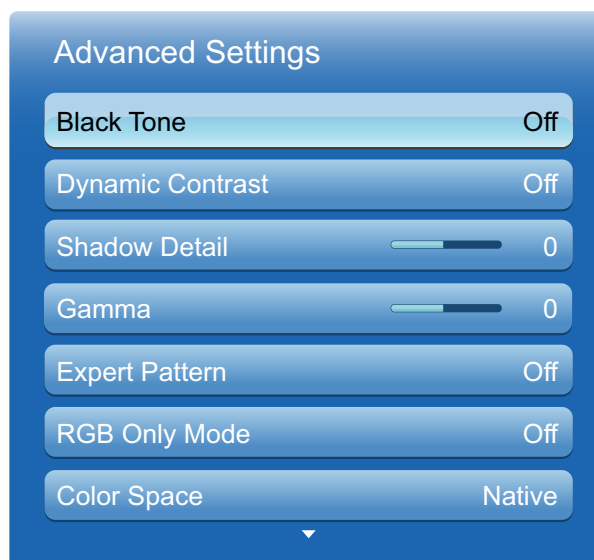 Advanced Settings
Black Tone Off
Dynamic Contrast Off
Shadow Detail 0
Gamma 0
Expert Pattern Off
RGB Only Mode Off
Color Space Native